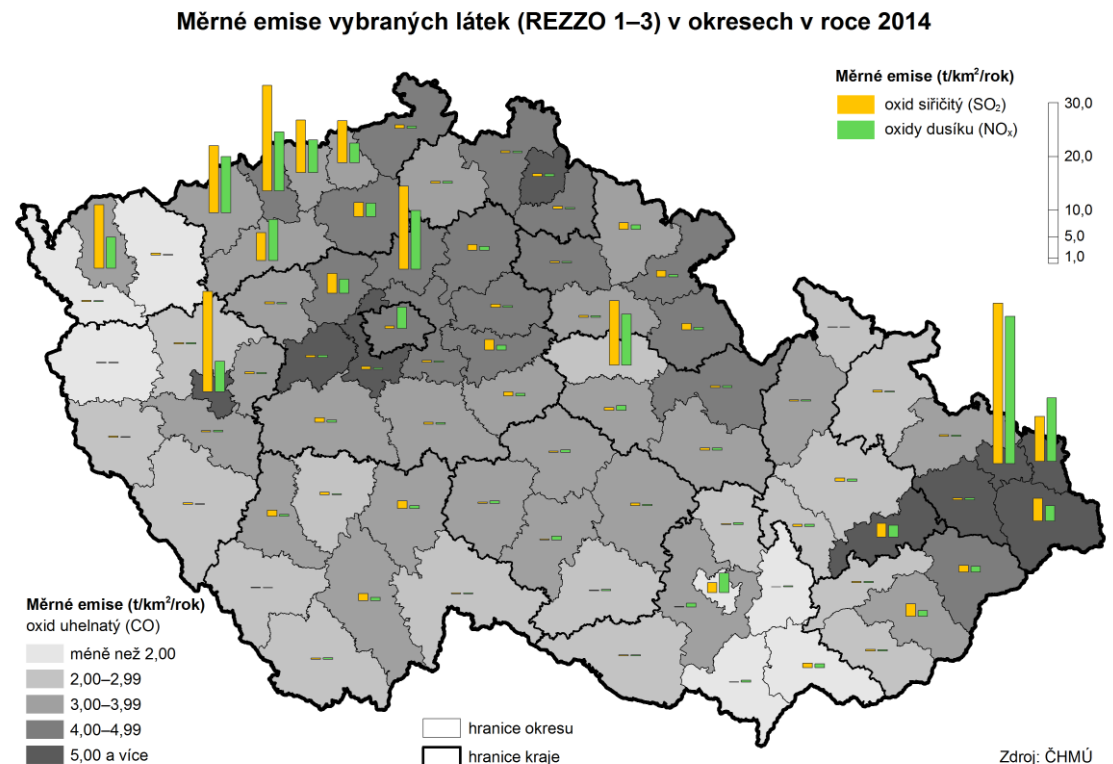 Měrné emise vybraných látek (REZZO 1–3) v okresech v roce 2014
Měrné emise (t/km²/rok)
oxid siřičitý (SO₂)
oxidy dusíku (NOₓ)
30,0
20,0
10,0
5,0
1,0
Měrné emise (t/km²/rok)
oxid uhelnatý (CO)
méně než 2,00
2,00–2,99
3,00–3,99
4,00–4,99
5,00 a více
hranice okresu
hranice kraje
Zdroj: ČHMÚ